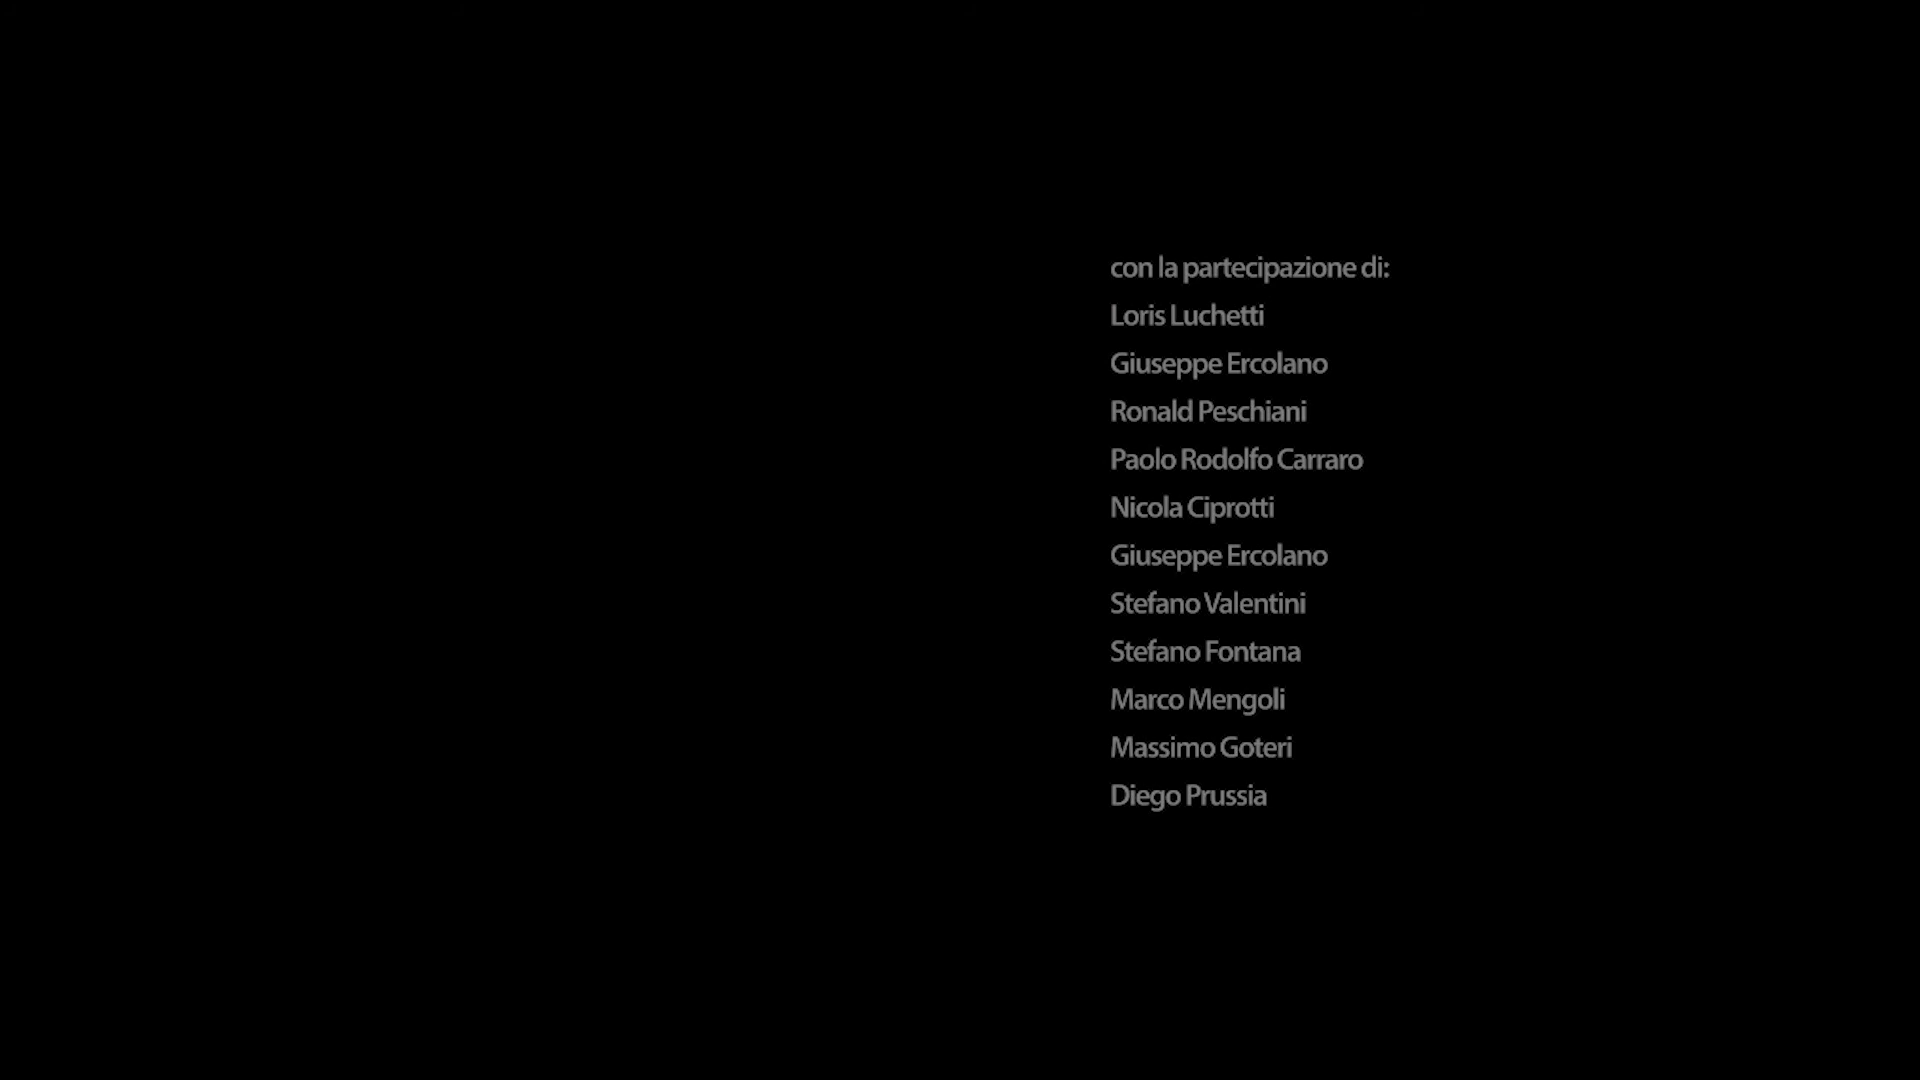 con la partecipazione di:
Loris Luchetti
Giuseppe Ercolano
Ronald Peschiani
Paolo Rodolfo Carraro
Nicola Ciprotti
Giuseppe Ercolano
Stefano Valentini
Stefano Fontana
Marco Mengoli
Massimo Goteri
Diego Prussia